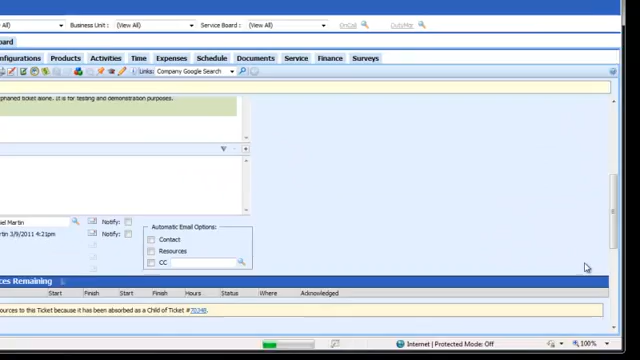 All) Business Unit: (View All) Service Board : (View All) OnCall DutyMgr
oard
onfigurations Products Activities Time Expenses Schedule Documents Service Finance Surveys
Links: Company Google Search
rphaned ticket alone. It is for testing and demonstration purposes.
iel Martin Notify:
artin 3/9/2011 4:21pm Notify:
Automatic Email Options:
Contact
Resources
CC
ces Remaining
Start Finish Start Finish Hours Status Where Acknowledged
ources to this Ticket because it has been absorbed as a Child of Ticket #70248.
Internet | Protected Mode: Off 100%